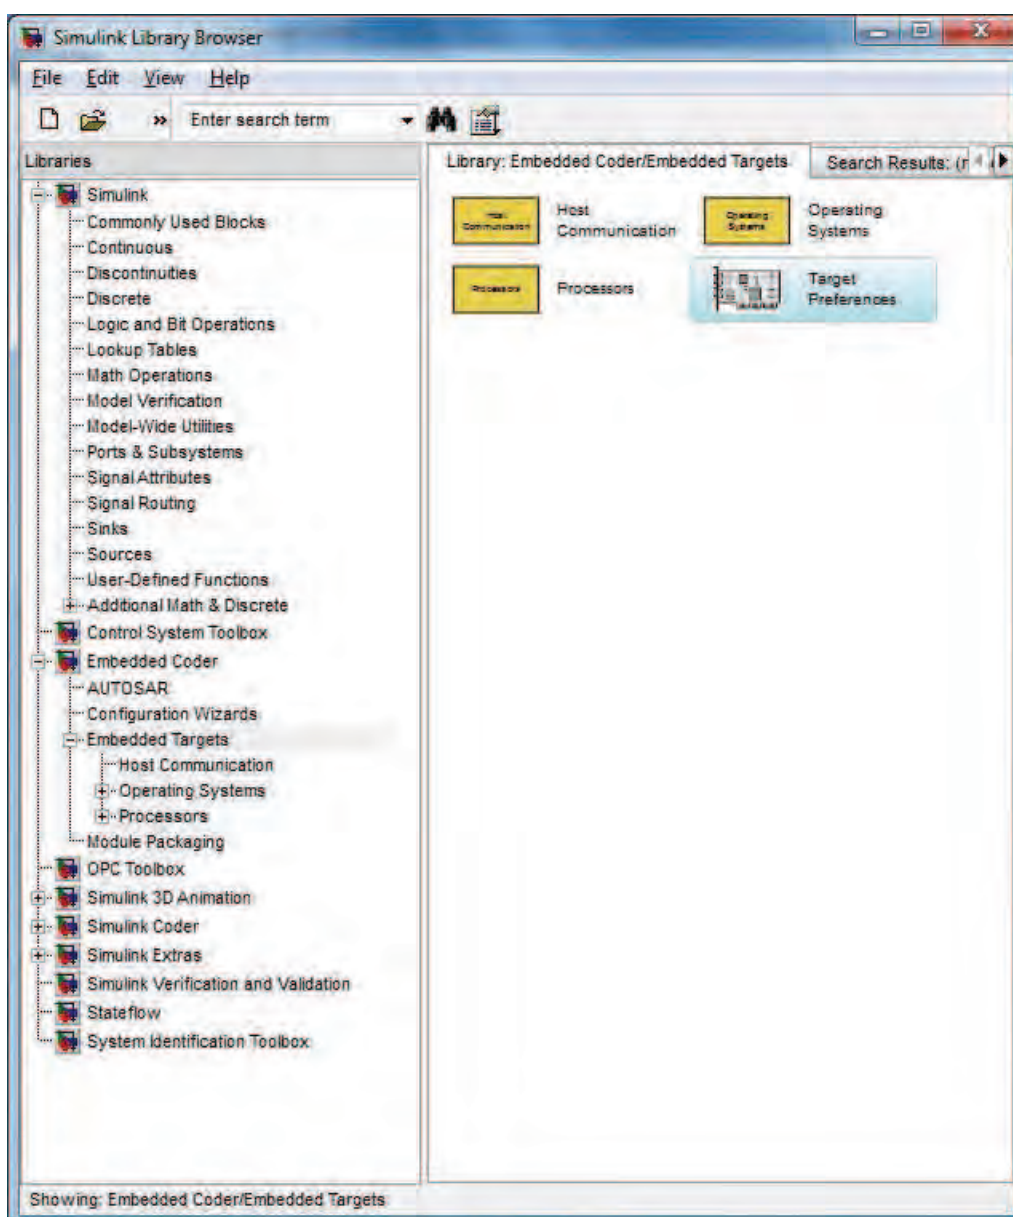 Simulink Library Browser
File Edit View Help
» Enter search term
Libraries
Simulink
Commonly Used Blocks
Continuous
Discontinuities
Discrete
Logic and Bit Operations
Lookup Tables
Math Operations
Model Verification
Model-Wide Utilities
Ports & Subsystems
Signal Attributes
Signal Routing
Sinks
Sources
User-Defined Functions
Additional Math & Discrete
Control System Toolbox
Embedded Coder
AUTOSAR
Configuration Wizards
Embedded Targets
Host Communication
Operating Systems
Processors
Module Packaging
OPC Toolbox
Simulink 3D Animation
Simulink Coder
Simulink Extras
Simulink Verification and Validation
Stateflow
System Identification Toolbox
Library: Embedded Coder/Embedded Targets
Search Results: (r
Host
Communication
Host
Communication
Operating
Systems
Operating
Systems
Processors
Processors
Target
Preferences
Showing: Embedded Coder/Embedded Targets